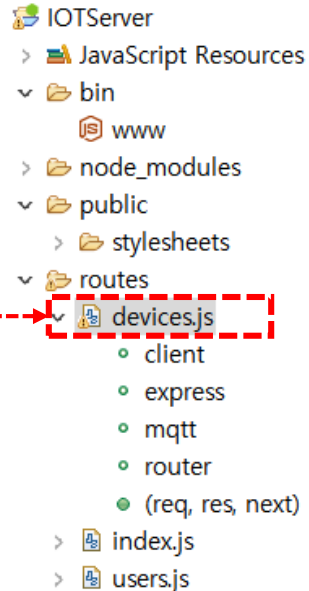 IOTServer
JavaScript Resources
bin
www
node_modules
public
stylesheets
routes
devices.js
client
express
mqtt
router
(req, res, next)
index.js
users.js